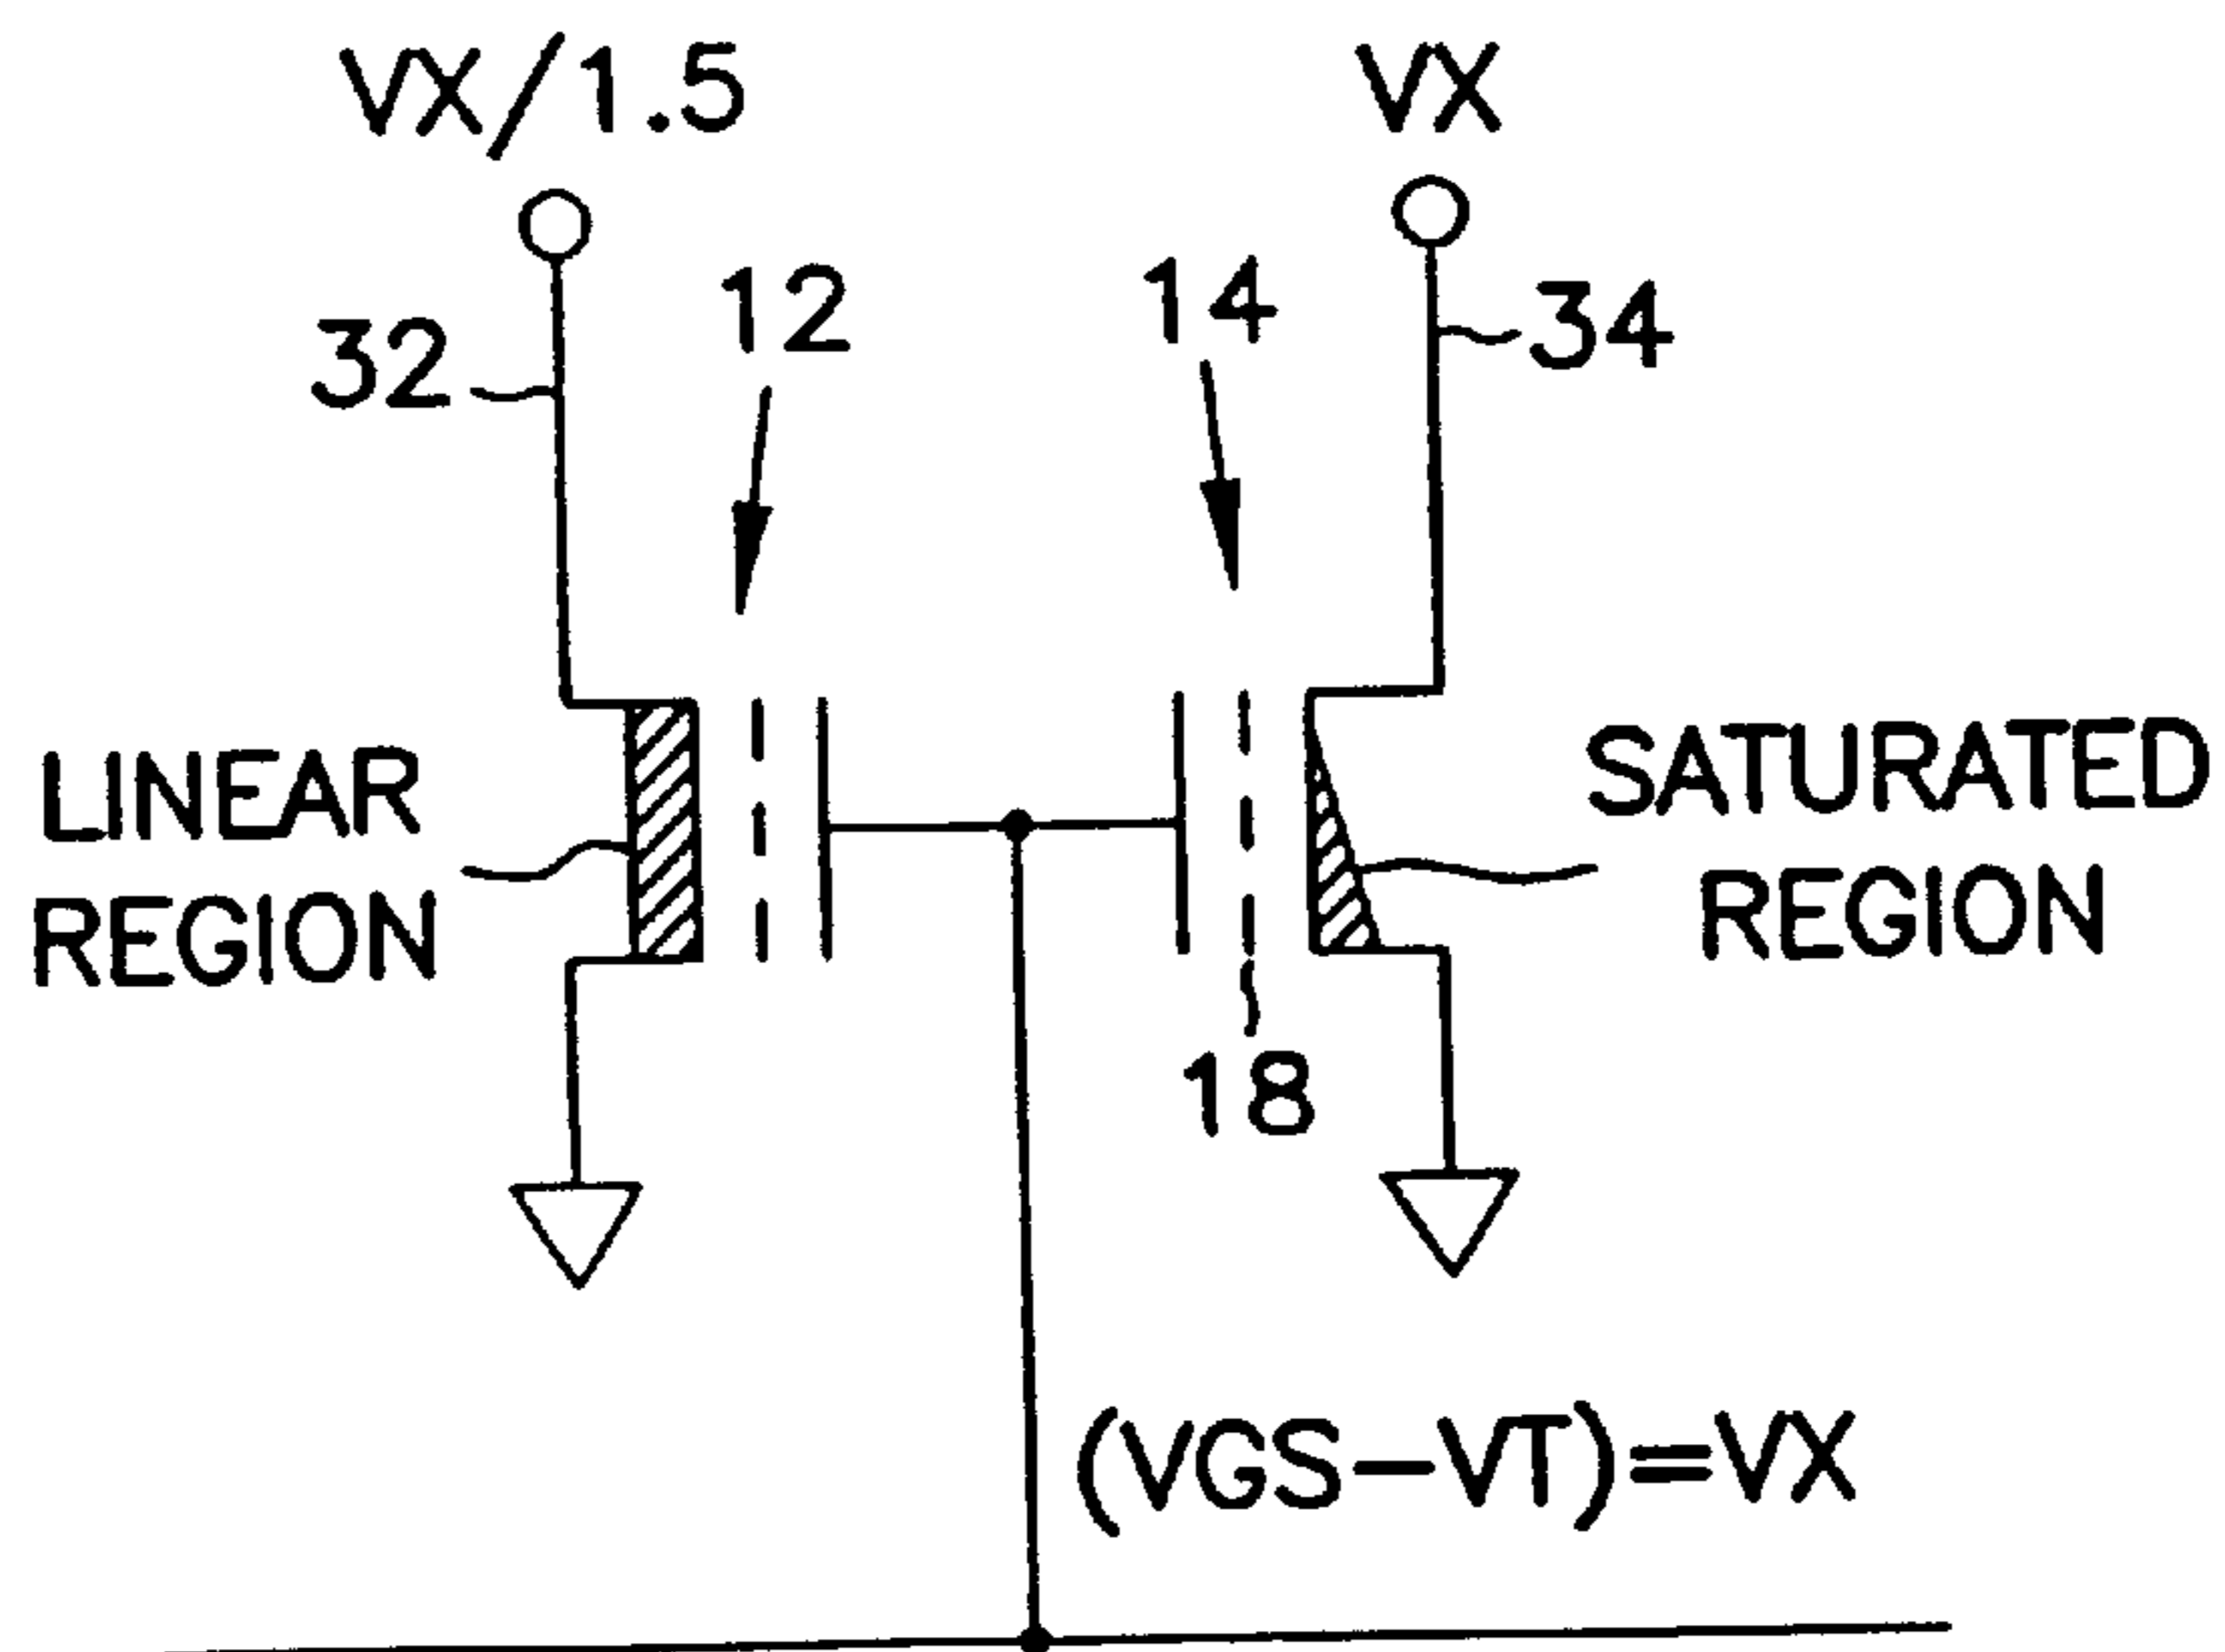 VX/1.5
VX
12
14
32
34
LINEAR
REGION
SATURATED
REGION
18
(VGS-VT)=VX